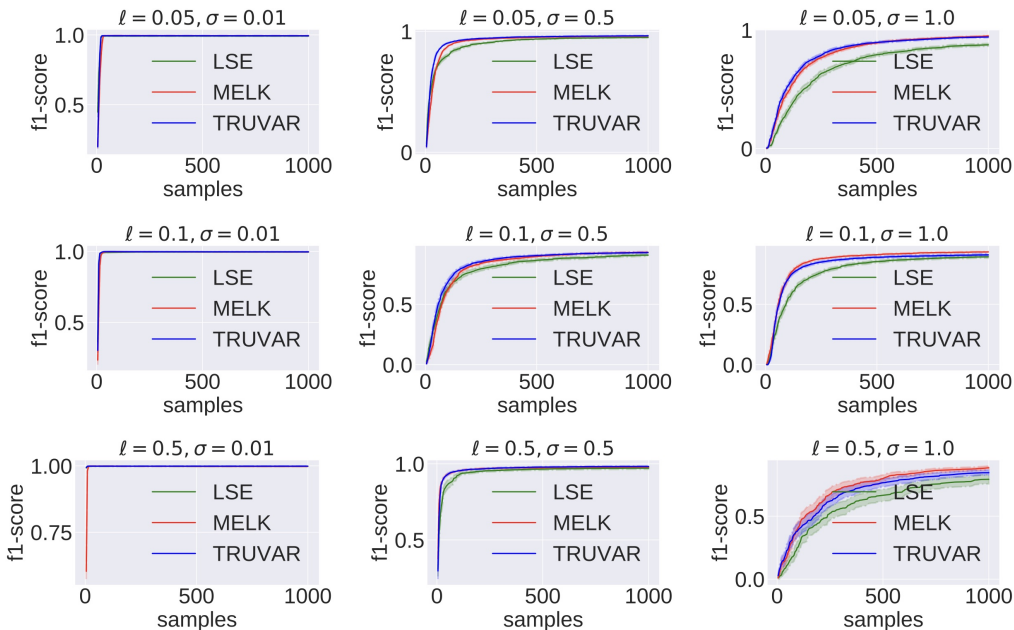 ℓ = 0.05, σ = 0.01
1.0
0.5
f1-score
LSE
MELK
TRUVAR
0
500
1000
samples
ℓ = 0.05, σ = 0.5
1
0
f1-score
LSE
MELK
TRUVAR
0
500
1000
samples
ℓ = 0.05, σ = 1.0
1
0
f1-score
LSE
MELK
TRUVAR
0
500
1000
samples
ℓ = 0.1, σ = 0.01
1.0
0.5
f1-score
LSE
MELK
TRUVAR
0
500
1000
samples
ℓ = 0.1, σ = 0.5
0.5
0.0
f1-score
LSE
MELK
TRUVAR
0
500
1000
samples
ℓ = 0.1, σ = 1.0
0.5
0.0
f1-score
LSE
MELK
TRUVAR
0
500
1000
samples
ℓ = 0.5, σ = 0.01
1.00
0.75
f1-score
LSE
MELK
TRUVAR
0
500
1000
samples
ℓ = 0.5, σ = 0.5
1.0
0.5
f1-score
LSE
MELK
TRUVAR
0
500
1000
samples
ℓ = 0.5, σ = 1.0
0.5
0.0
f1-score
LSE
MELK
TRUVAR
0
500
1000
samples